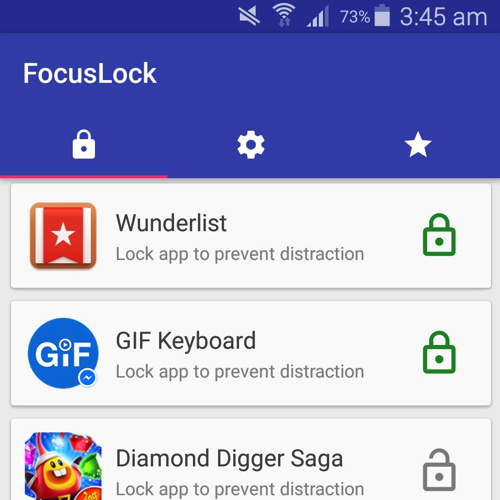 73% 3:45 am
FocusLock
Wunderlist
Lock app to prevent distraction
GIF
GIF Keyboard
Lock app to prevent distraction
Diamond Digger Saga
Lock app to prevent distraction